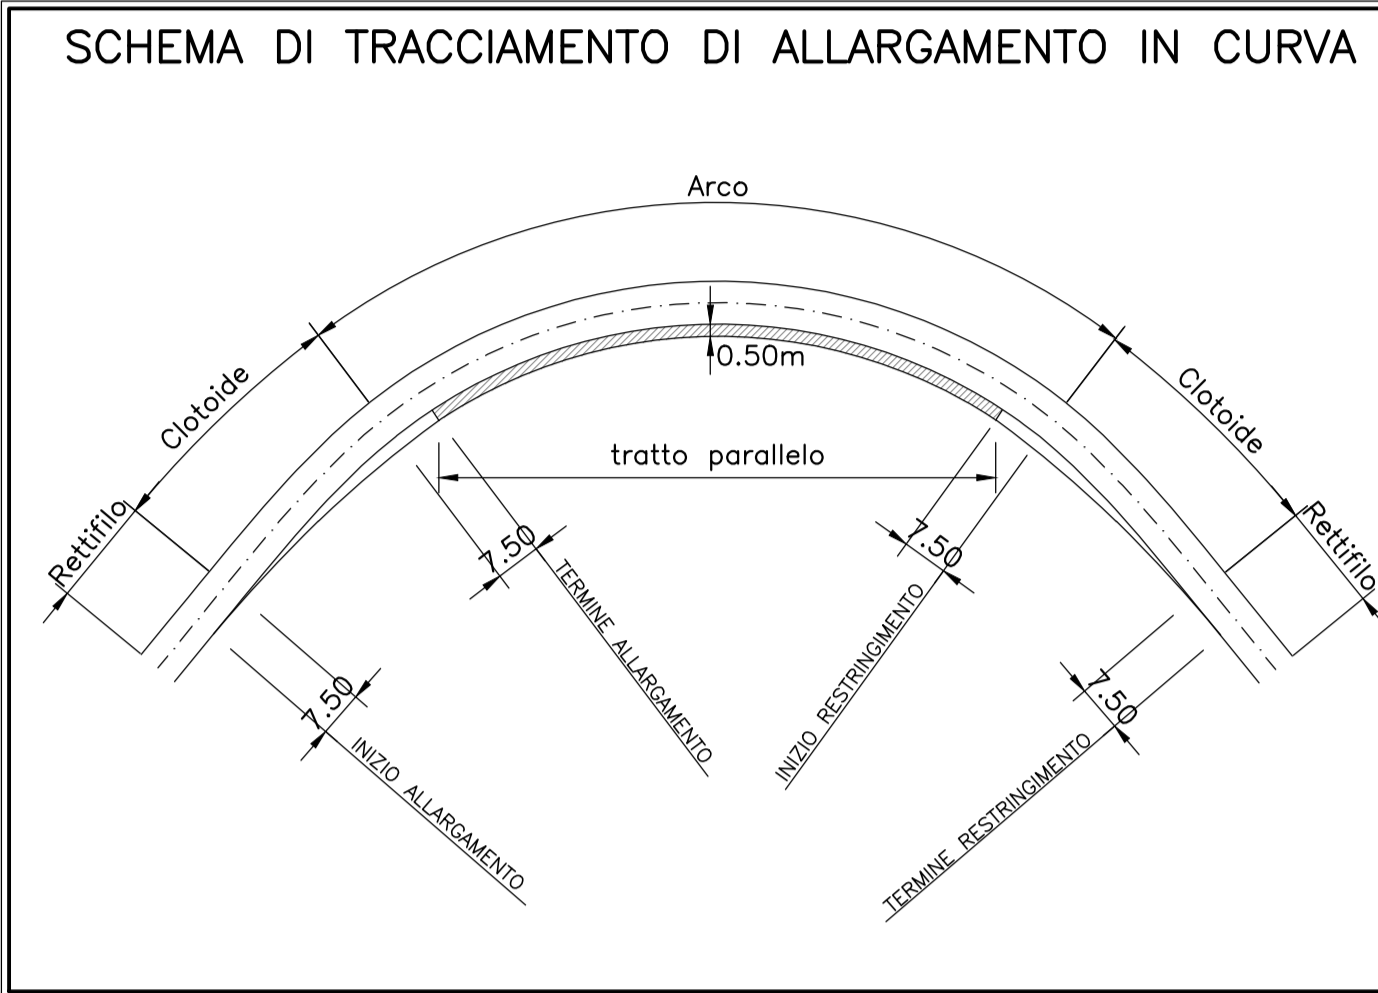 SCHEMA DI TRACCIAMENTO DI ALLARGAMENTO IN CURVA
Arco
0.50m
Clotoide
Clotoide
tratto parallelo
Rettifilo
Rettifilo
7.50
7.50
TERMINE ALLARGAMENTO
INIZIO RESTRINGIMENTO
7.50
7.50
INIZIO ALLARGAMENTO
TERMINE RESTRINGIMENTO